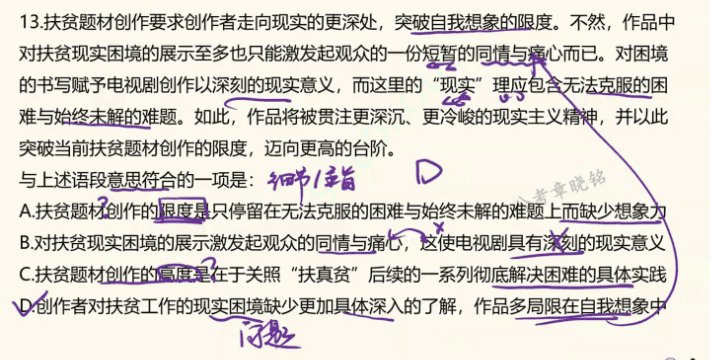 13.扶贫题材创作要求创作者走向现实的更深处，突破自我想象的限度。不然，作品中
对扶贫现实困境的展示至多也只能激发起观众的一份短暂的同情与痛心而已。对困境
的书写赋予电视剧创作以深刻的现实意义，而这里的“现实”理应包含无法克服的困
难与始终未解的难题。如此，作品将被贯注更深沉、更冷峻的现实主义精神，并以此
突破当前扶贫题材创作的限度，迈向更高的台阶。
与上述语段意思符合的一项是： 细节/主旨 D
公考章晓铭
A.扶贫题材创作的限度是只停留在无法克服的困难与始终未解的难题上而缺少想象力
B.对扶贫现实困境的展示激发起观众的同情与痛心，这使电视剧具有深刻的现实意义
C.扶贫题材创作的高度是在于关照“扶真贫”后续的一系列彻底解决困难的具体实践
D.创作者对扶贫工作的现实困境缺少更加具体深入的了解，作品多局限在自我想象中
问题